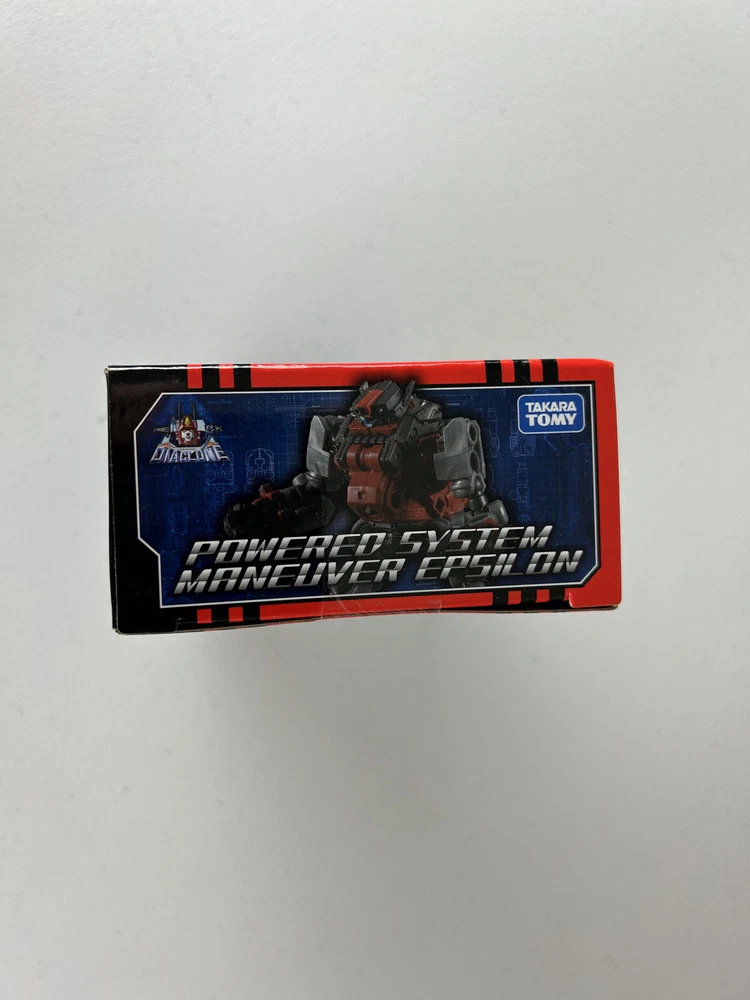 DIACLONE
TAKARA
TOMY
POWERED SYSTEM
MANEUVER EPSILON